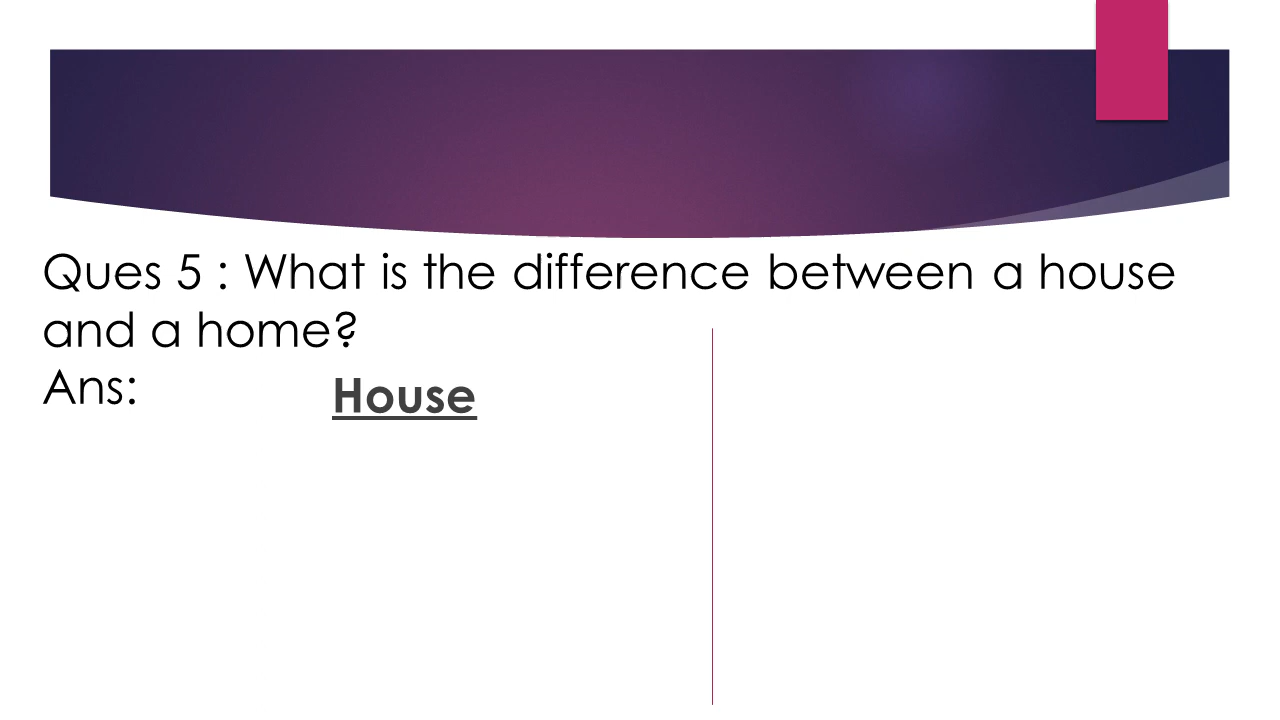 Ques 5 : What is the difference between a house
and a home?
Ans:
House